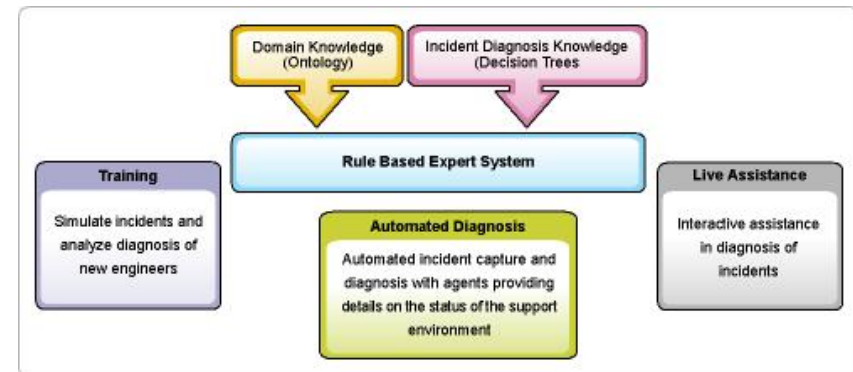 Domain Knowledge
(Ontology)
Incident Diagnosis Knowledge
(Decision Trees
Rule Based Expert System
Training
Simulate incidents and
analyze diagnosis of
new engineers
Automated Diagnosis
Automated incident capture and
diagnosis with agents providing
details on the status of the support
environment
Live Assistance
Interactive assistance
in diagnosis of
incidents